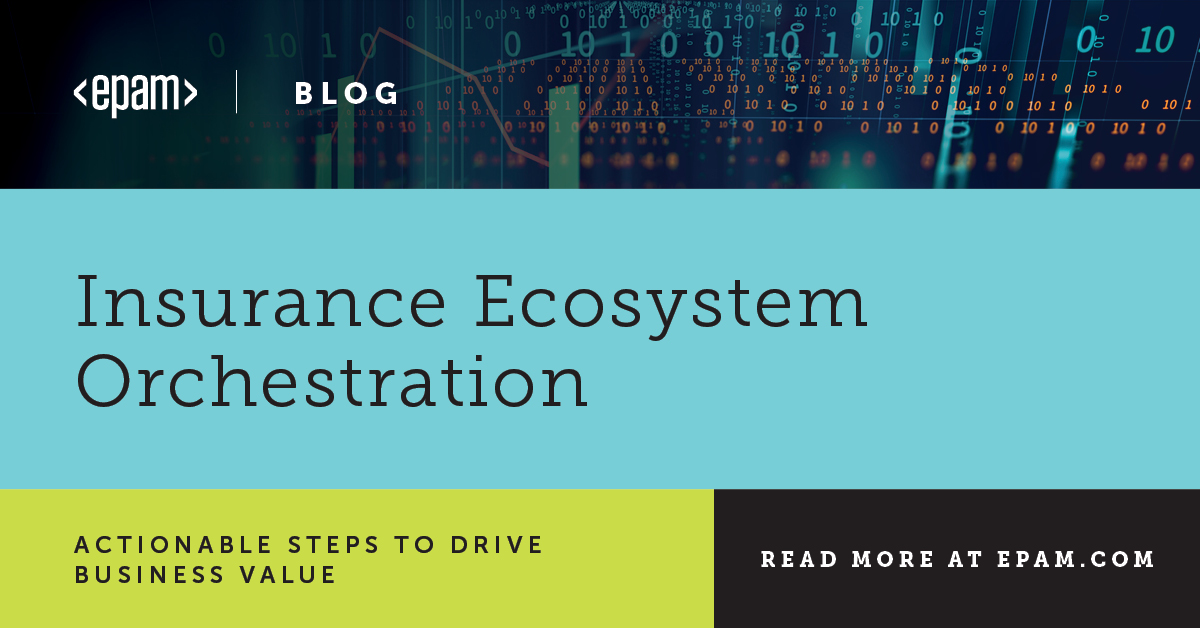 <epam> | BLOG
Insurance Ecosystem
Orchestration
ACTIONABLE STEPS TO DRIVE
BUSINESS VALUE
READ MORE AT EPAM.COM